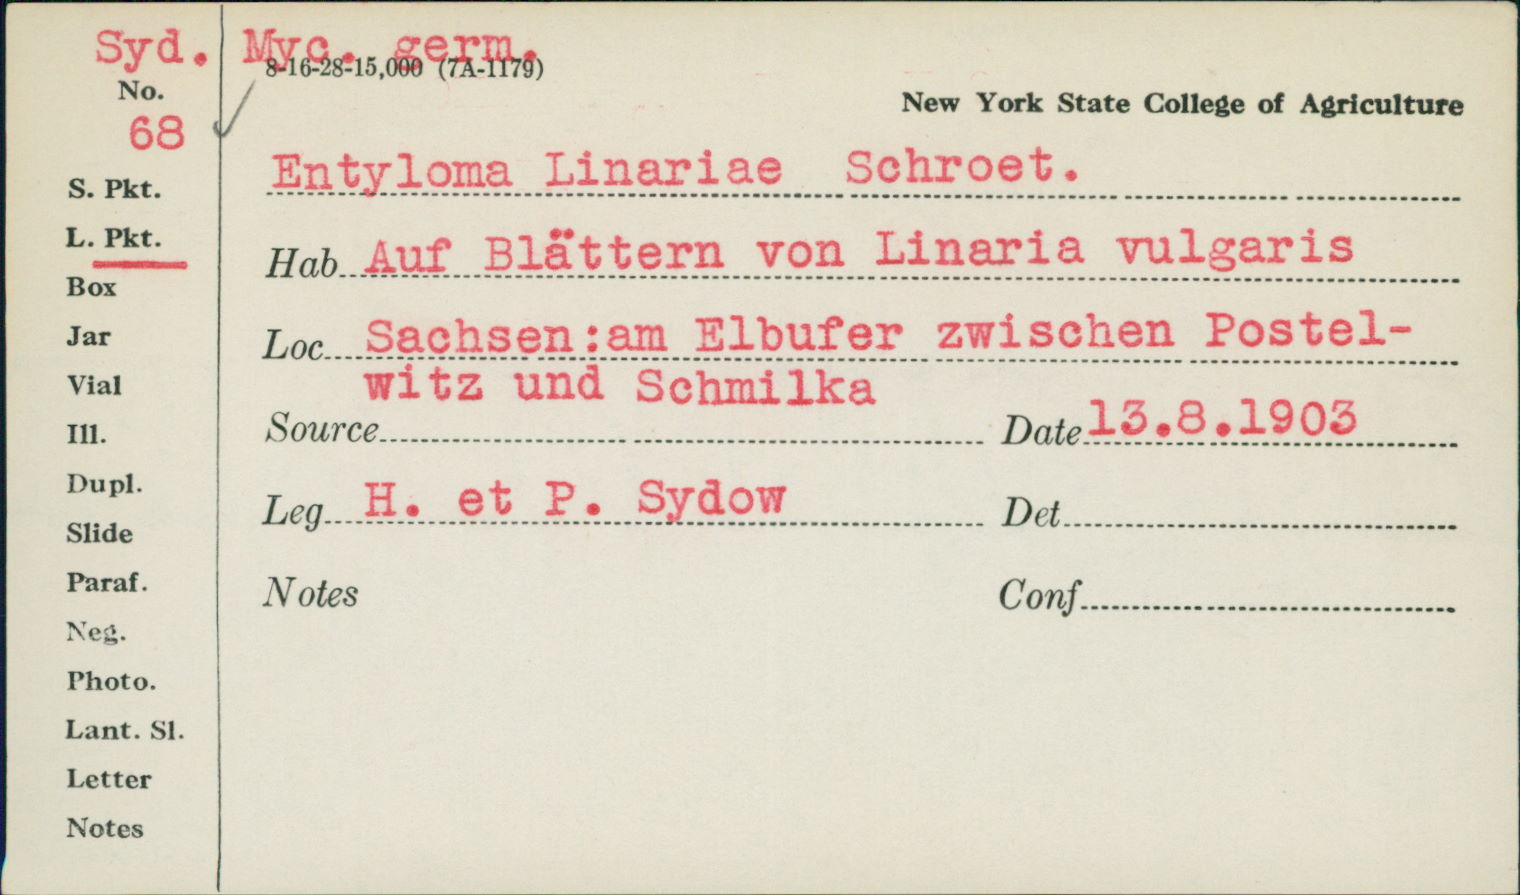 Syd. Myc. germ.
8-16-28-15,000 (7A-1179)
No.
68
New York State College of Agriculture
Entyloma Linariae Schroet.
S. Pkt.
L. Pkt.
Hab. Auf Blättern von Linaria vulgaris
Box
Jar
Loc. Sachsen:am Elbufer zwischen Postel-
witz und Schmilka
Vial
Ill.
Source Date 13.8.1903
Dupl.
Leg. H. et P. Sydow Det.
Slide
Paraf.
Notes Conf.
Neg.
Photo.
Lant. Sl.
Letter
Notes